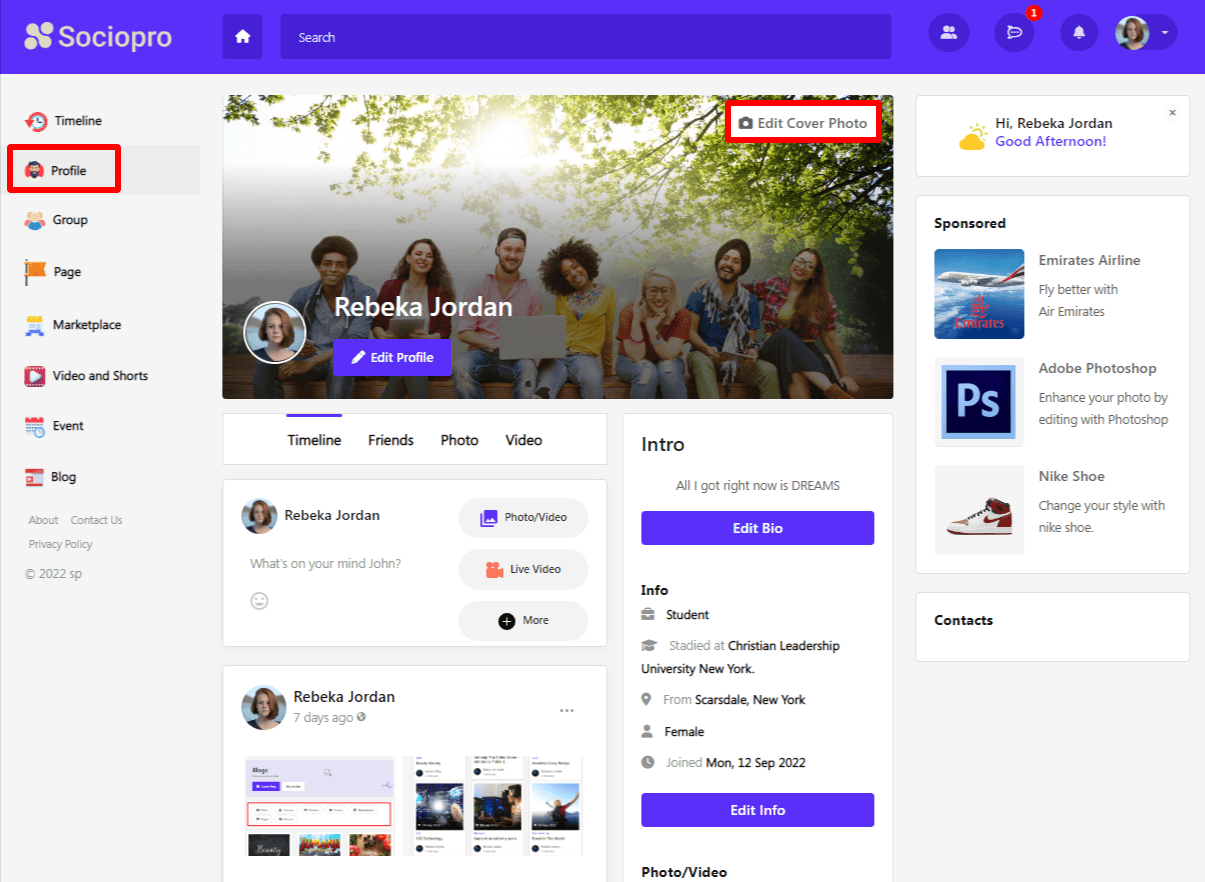 Sociopro
Search
1
Timeline
Profile
Group
Page
Marketplace
Video and Shorts
Event
Blog
About Contact Us
Privacy Policy
© 2022 sp
Edit Cover Photo
Rebeka Jordan
Edit Profile
Timeline Friends Photo Video
Rebeka Jordan
What's on your mind John?
Photo/Video
Live Video
More
Rebeka Jordan
7 days ago
Blogs
Beauty
Intro
All I got right now is DREAMS
Edit Bio
Info
Student
Stadied at Christian Leadership
University New York.
From Scarsdale, New York
Female
Joined Mon, 12 Sep 2022
Edit Info
Photo/Video
×
Hi, Rebeka Jordan
Good Afternoon!
Sponsored
Emirates
Emirates Airline
Fly better with
Air Emirates
Ps
Adobe Photoshop
Enhance your photo by
editing with Photoshop
Nike Shoe
Change your style with
nike shoe.
Contacts